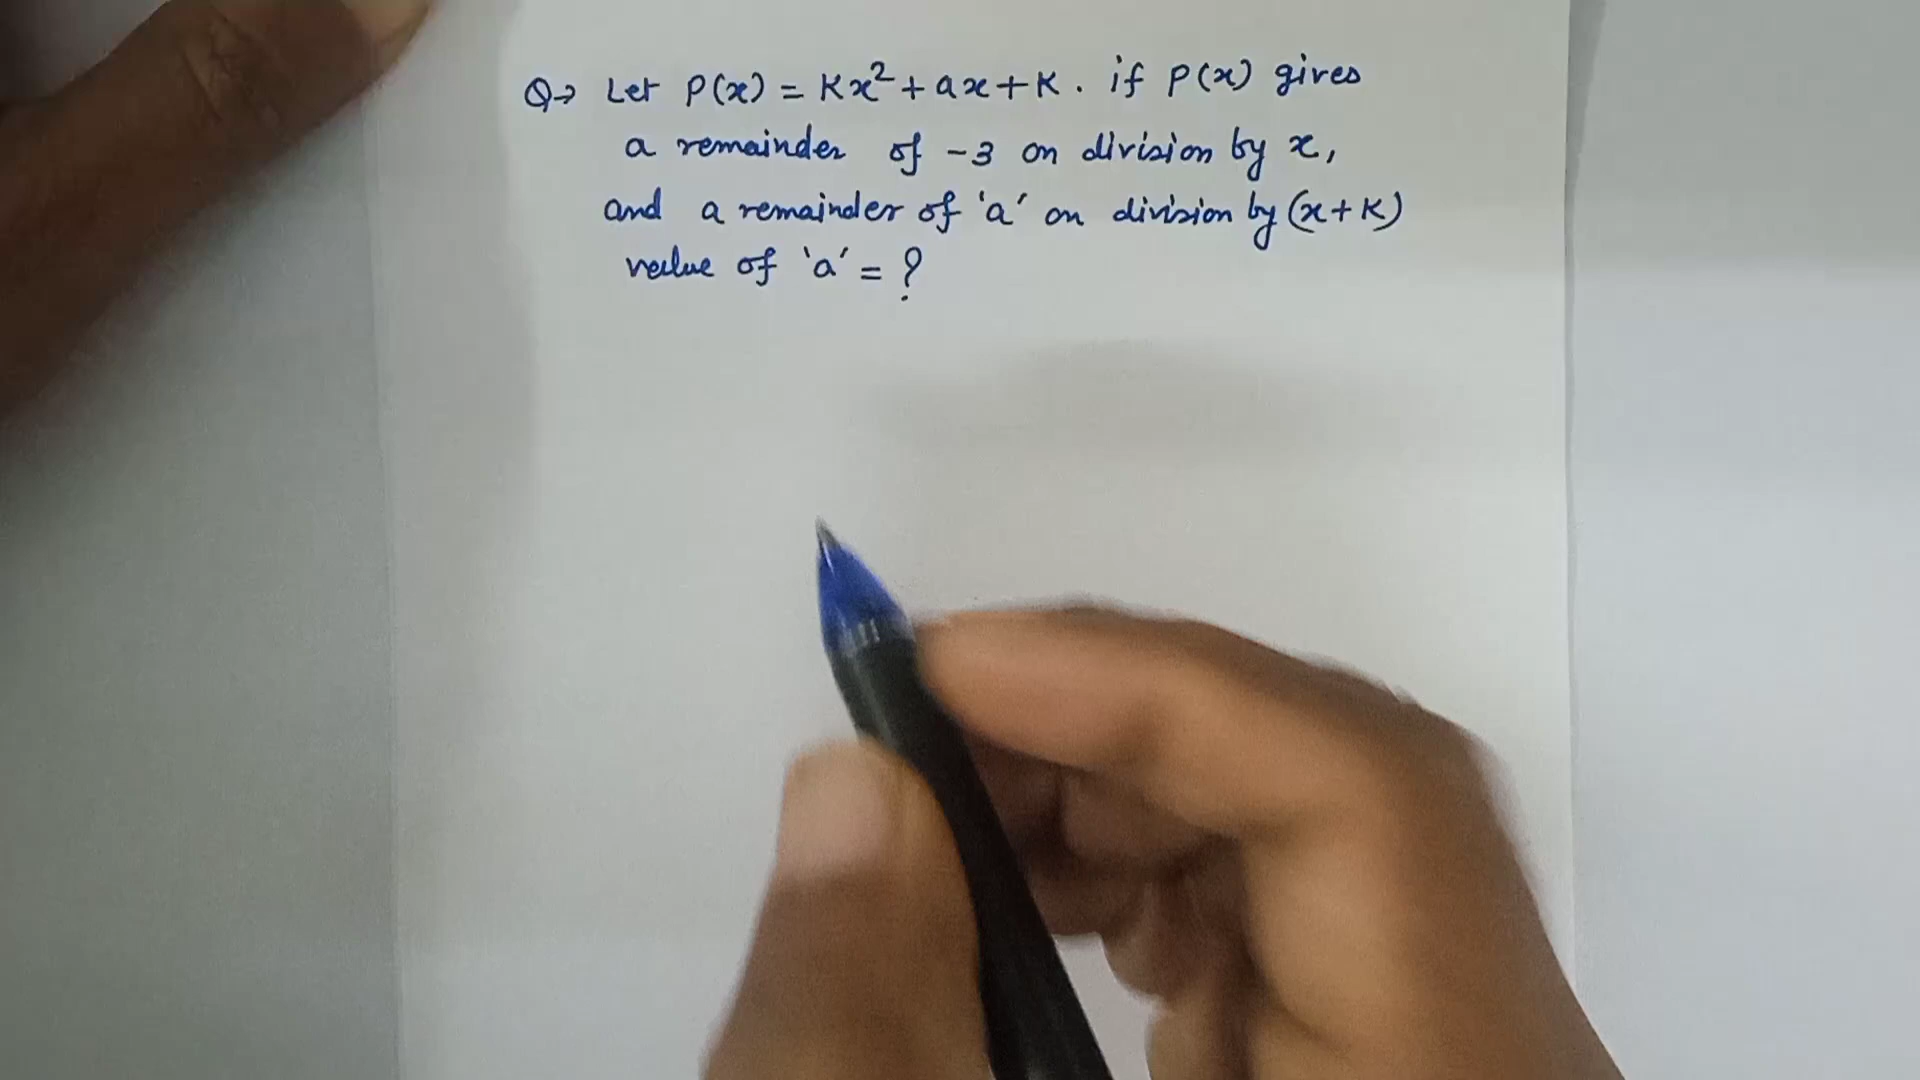 Q→ Let P(x) = Kx² + ax + K. if P(x) gives
a remainder of -3 on division by x,
and a remainder of 'a' on division by (x+K)
value of 'a' = ?